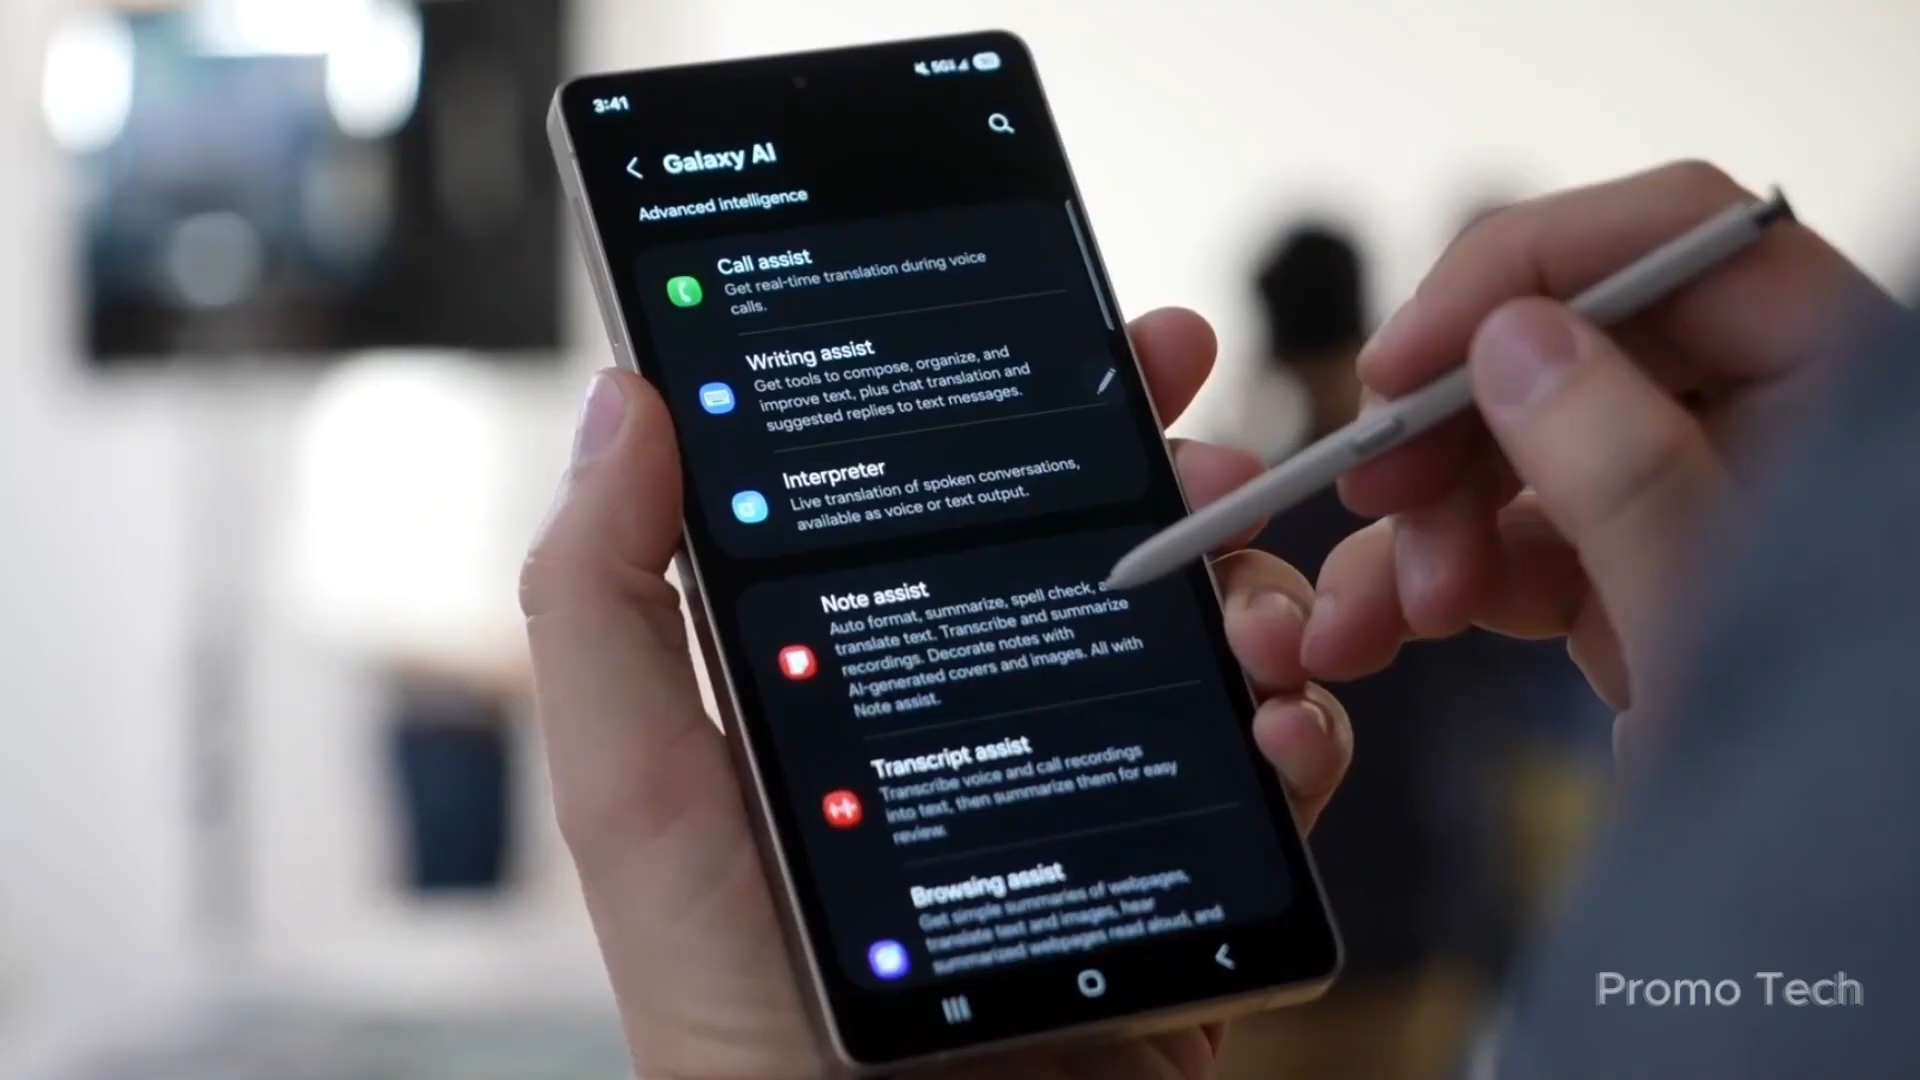 3:41
5G
Galaxy AI
Advanced intelligence
Call assist
Get real-time translation during voice
calls.
Writing assist
Get tools to compose, organize, and
improve text, plus chat translation and
suggested replies to text messages.
Interpreter
Live translation of spoken conversations,
available as voice or text output.
Note assist
Auto format, summarize, spell check,
translate text. Transcribe and summarize
recordings. Decorate notes with
AI-generated covers and images. All with
Note assist.
Transcript assist
Transcribe voice and call recordings
into text, then summarize them for easy
review.
Browsing assist
Get simple summaries of webpages,
translate text and images, hear
summarized webpages read aloud, and
Promo Tech